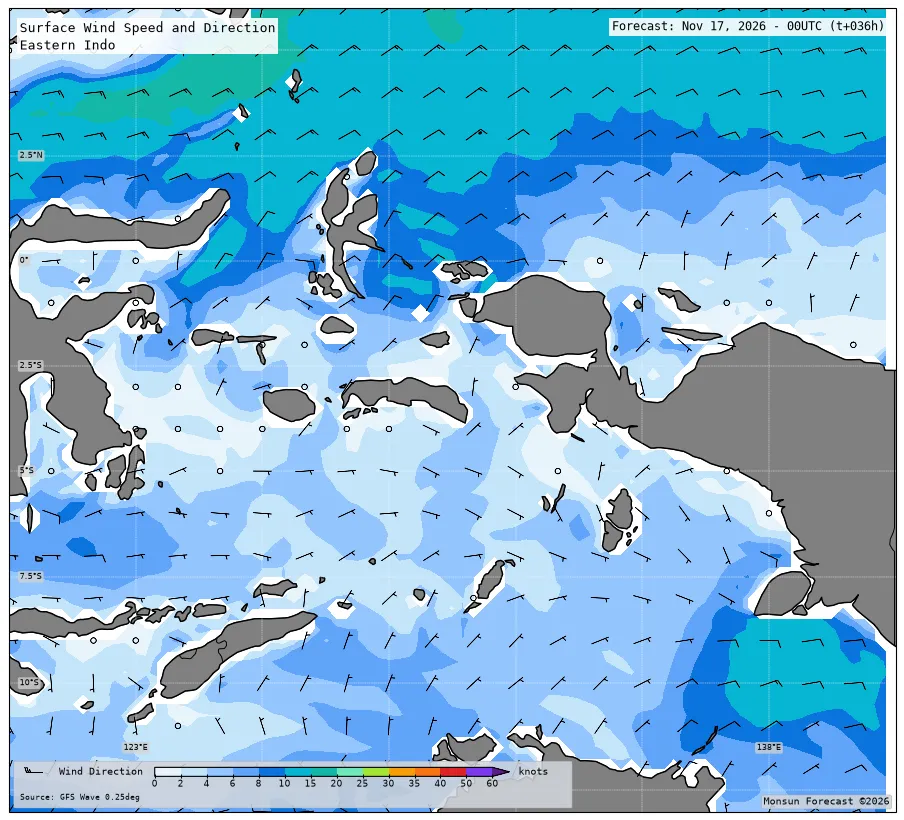 Surface Wind Speed and Direction
Eastern Indo
Forecast: Nov 17, 2026 - 00UTC (t+036h)
2.5°N
0°
2.5°S
5°S
7.5°S
10°S
123°E
138°E
Wind Direction
knots
0 2 4 6 8 10 15 20 25 30 35 40 50 60
Source: GFS Wave 0.25deg
Monsun Forecast ©2026